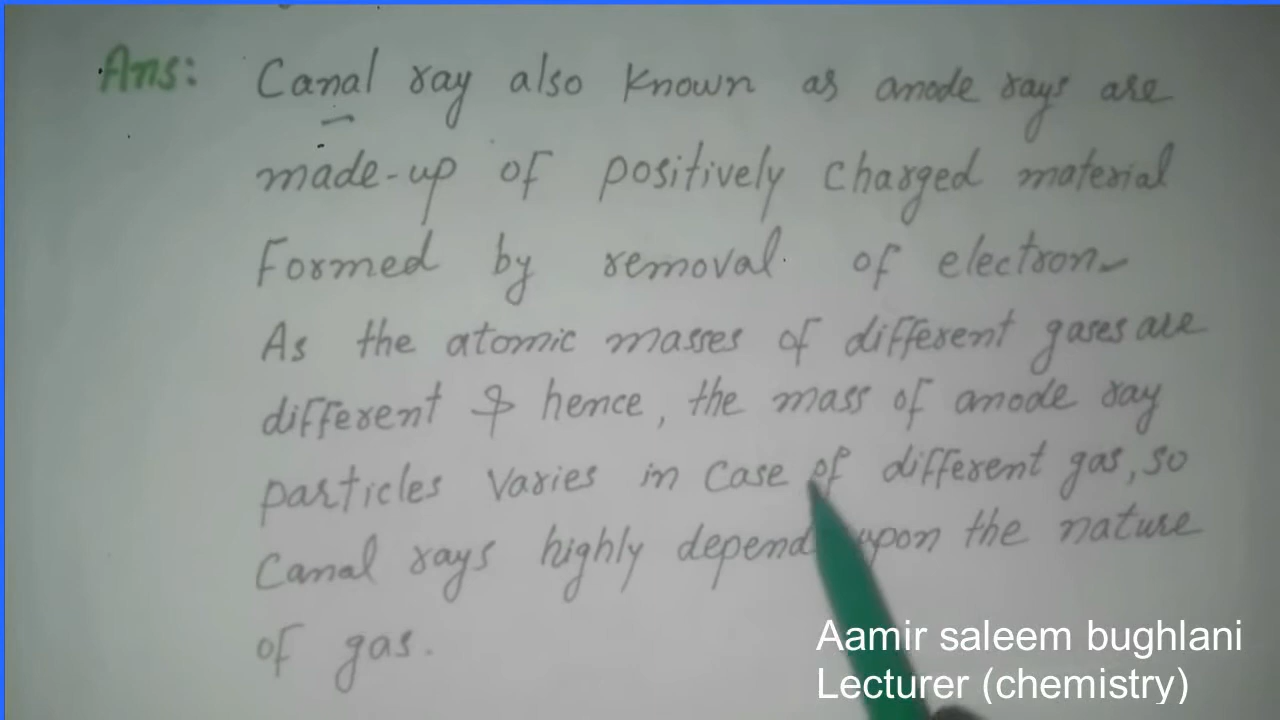 Ans: Canal ray also known as anode rays are
made-up of positively charged material
Formed by removal of electron
As the atomic masses of different gases are
different & hence, the mass of anode ray
particles varies in case of different gas, so
Canal rays highly depend upon the nature
of gas.
Aamir saleem bughlani
Lecturer (chemistry)